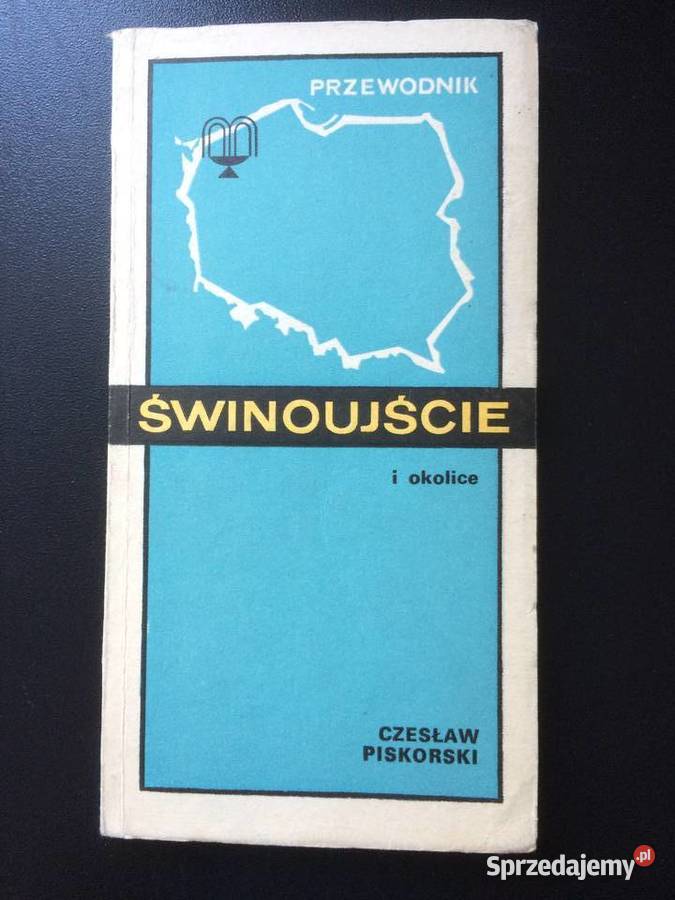 PRZEWODNIK
ŚWINOUJŚCIE
i okolice
CZESŁAW
PISKORSKI
Sprzedajemy.pl